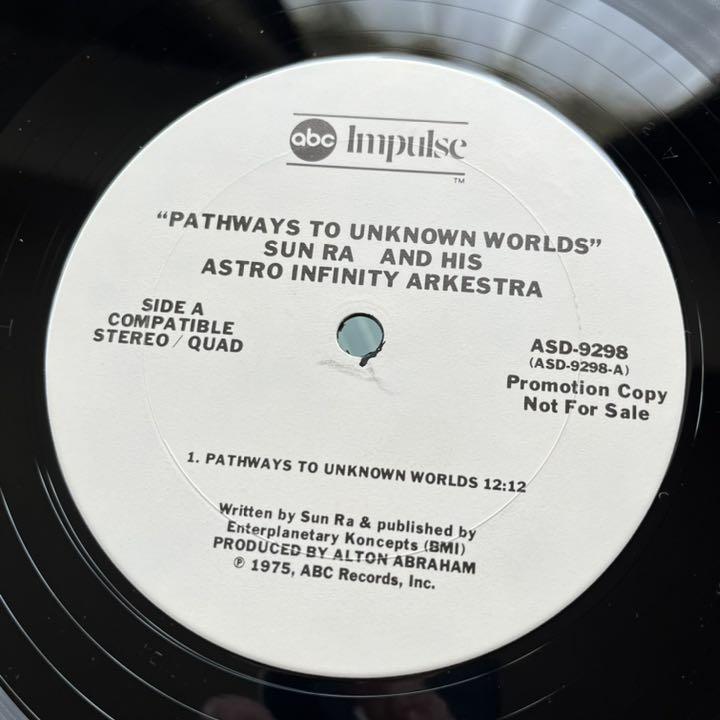 abc Impulse
TM
"PATHWAYS TO UNKNOWN WORLDS"
SUN RA AND HIS
ASTRO INFINITY ARKESTRA
SIDE A
COMPATIBLE
STEREO / QUAD
ASD-9298
(ASD-9298-A)
Promotion Copy
Not For Sale
1. PATHWAYS TO UNKNOWN WORLDS 12:12
Written by Sun Ra & published by
Enterplanetary Koncepts (BMI)
PRODUCED BY ALTON ABRAHAM
℗ 1975, ABC Records, Inc.